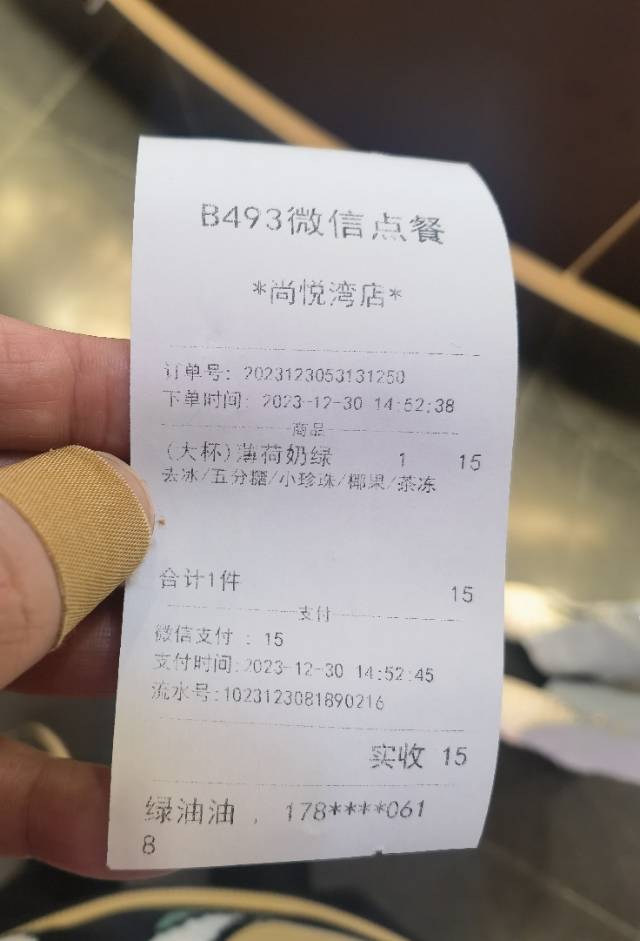 B493微信点餐
*尚悦湾店*
订单号: 2023123053131250
下单时间: 2023-12-30 14:52:38
商品
(大杯)薄荷奶绿 1 15
去冰/五分糖/小珍珠/椰果/茶冻
合计1件 15
支付
微信支付 : 15
支付时间:2023-12-30 14:52:45
流水号:1023123081890216
实收 15
绿油油 , 178****061
8